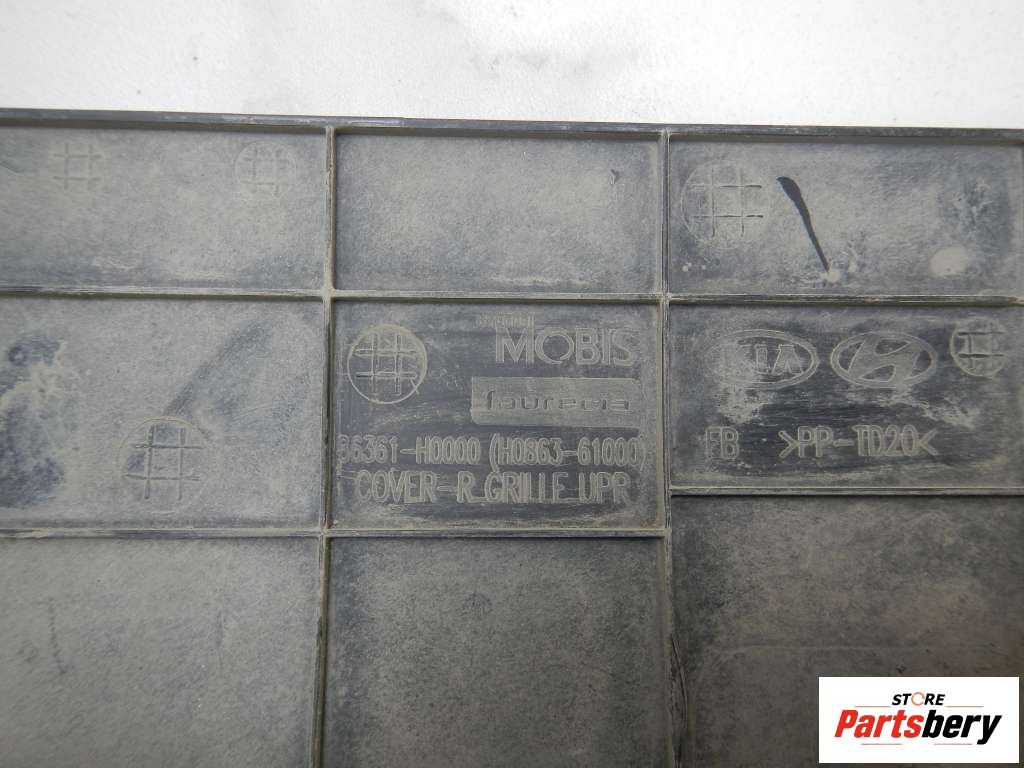 MOBIS
faurecia
86361-H0000 (H0863-61000)
COVER-R GRILLE UPR
KIA
FB >PP-TD20<
STORE
Partsbery